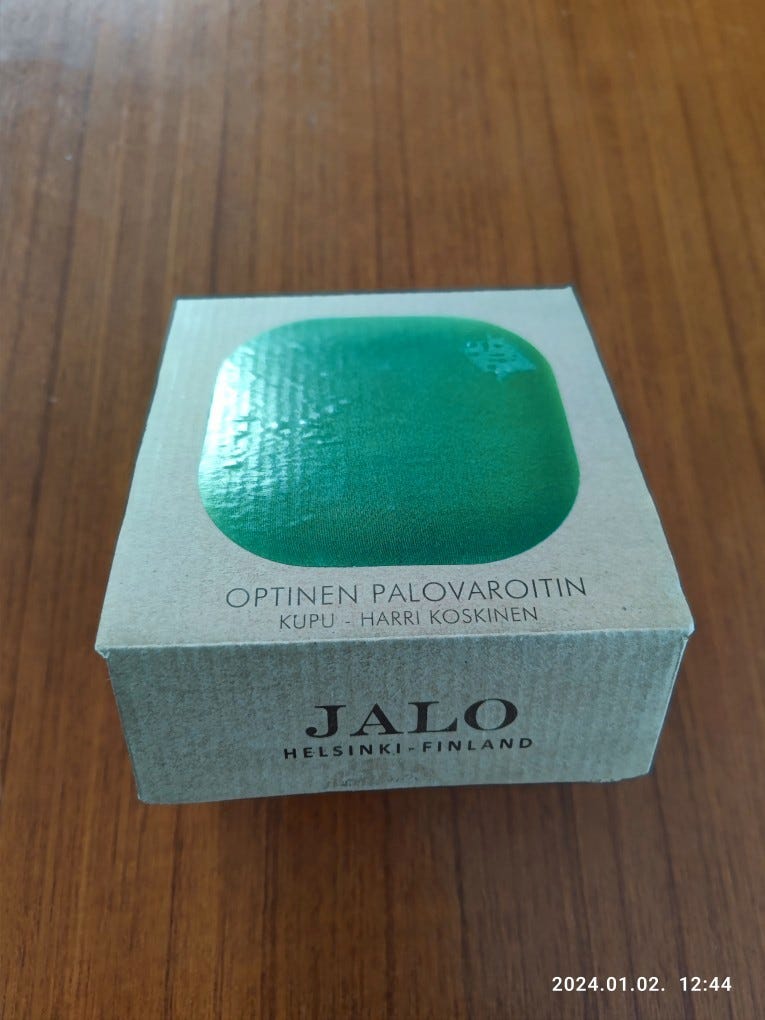 OPTINEN PALOVAROITIN
KUPU - HARRI KOSKINEN
JALO
HELSINKI-FINLAND
2024.01.02. 12:44